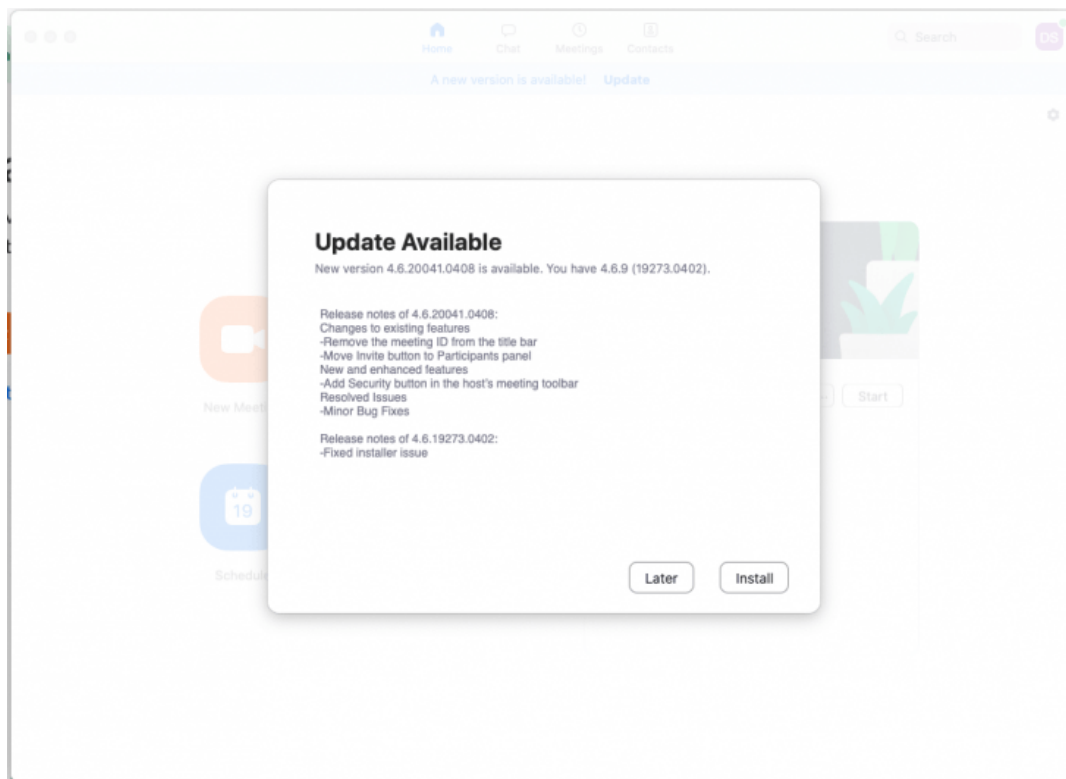 Home
Chat
Meetings
Contacts
Search
DS
A new version is available! Update
Update Available
New version 4.6.20041.0408 is available. You have 4.6.9 (19273.0402).
Release notes of 4.6.20041.0408:
Changes to existing features
-Remove the meeting ID from the title bar
-Move Invite button to Participants panel
New and enhanced features
-Add Security button in the host's meeting toolbar
Resolved Issues
-Minor Bug Fixes
Release notes of 4.6.19273.0402:
-Fixed installer issue
New
Start
19
Schedule
Later
Install